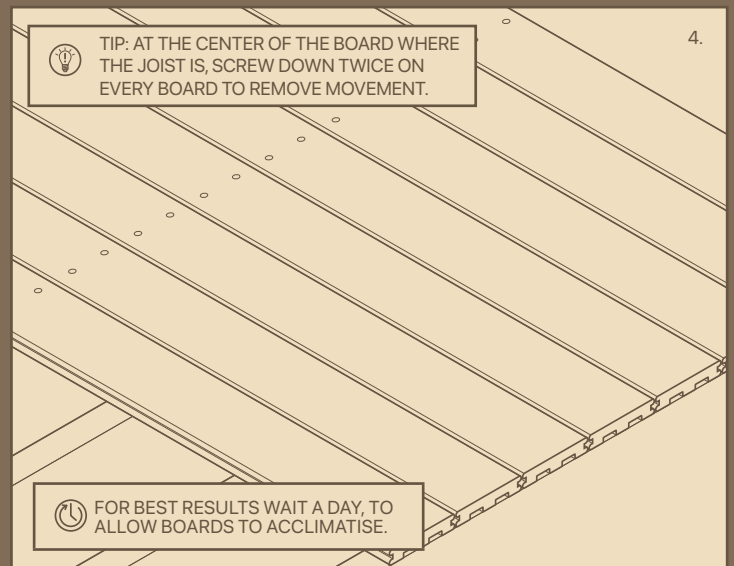 TIP: AT THE CENTER OF THE BOARD WHERE
THE JOIST IS, SCREW DOWN TWICE ON
EVERY BOARD TO REMOVE MOVEMENT.
4.
FOR BEST RESULTS WAIT A DAY, TO
ALLOW BOARDS TO ACCLIMATISE.